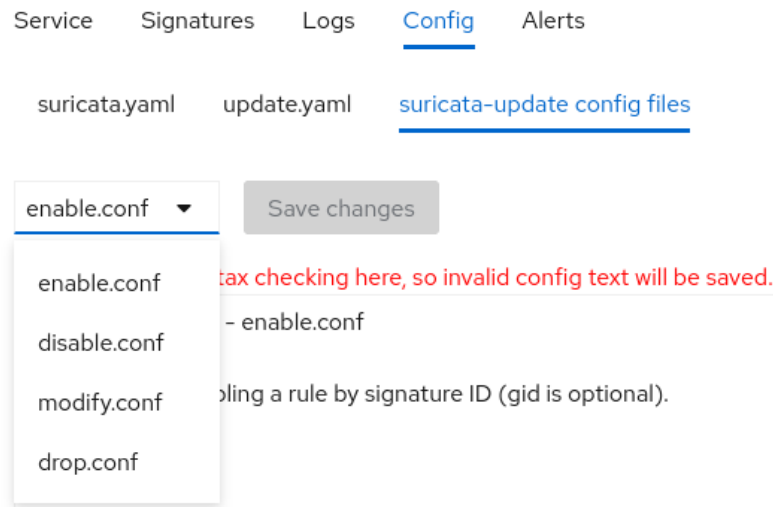 Service Signatures Logs Config Alerts
suricata.yaml update.yaml suricata-update config files
enable.conf Save changes
enable.conf
disable.conf
modify.conf
drop.conf
checking here, so invalid config text will be saved.
- enable.conf
a rule by signature ID (gid is optional).